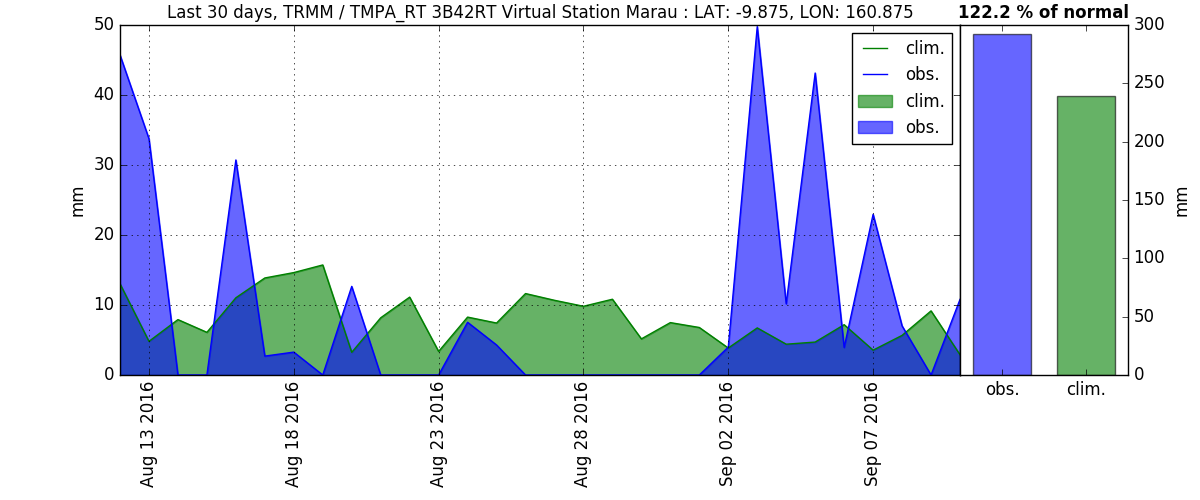 Last 30 days, TRMM / TMPA_RT 3B42RT Virtual Station Marau : LAT: -9.875, LON: 160.875
122.2 % of normal
50
40
30
20
10
0
mm
clim.
obs.
clim.
obs.
300
250
200
150
100
50
0
mm
Aug 13 2016
Aug 18 2016
Aug 23 2016
Aug 28 2016
Sep 02 2016
Sep 07 2016
obs.
clim.